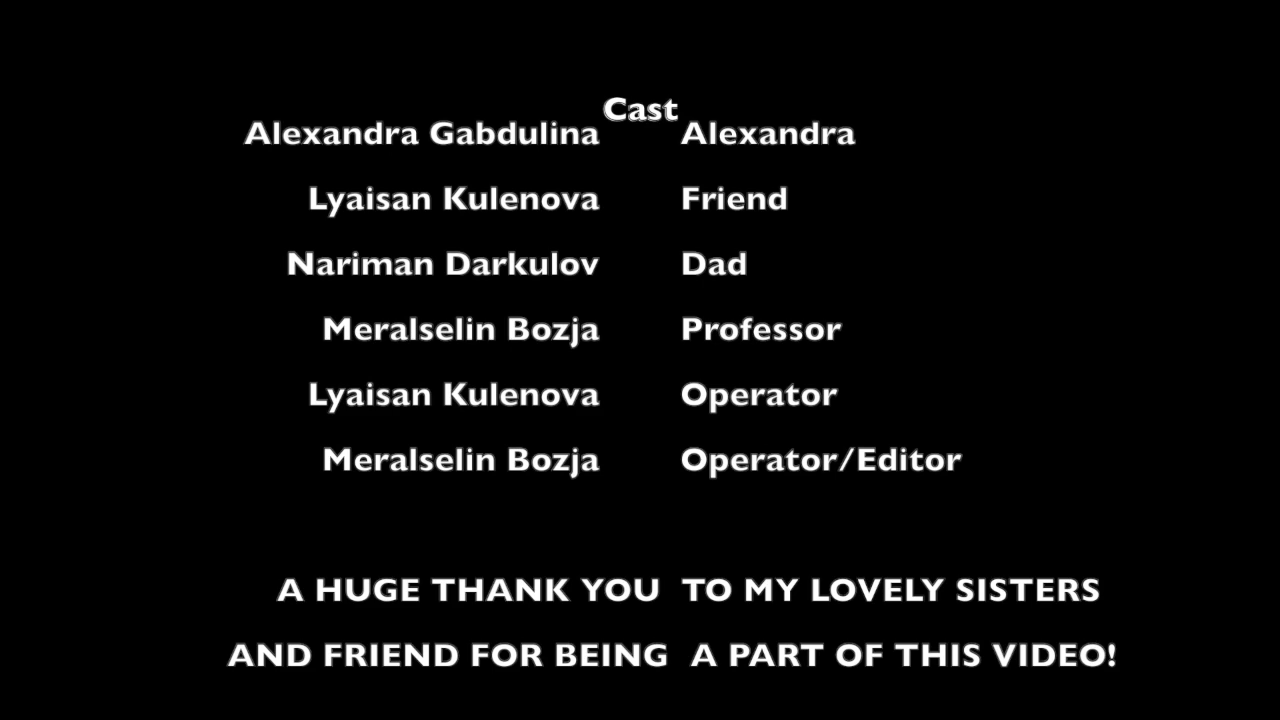 Cast
Alexandra Gabdulina Alexandra
Lyaisan Kulenova Friend
Nariman Darkulov Dad
Meralselin Bozja Professor
Lyaisan Kulenova Operator
Meralselin Bozja Operator/Editor
A HUGE THANK YOU TO MY LOVELY SISTERS
AND FRIEND FOR BEING A PART OF THIS VIDEO!